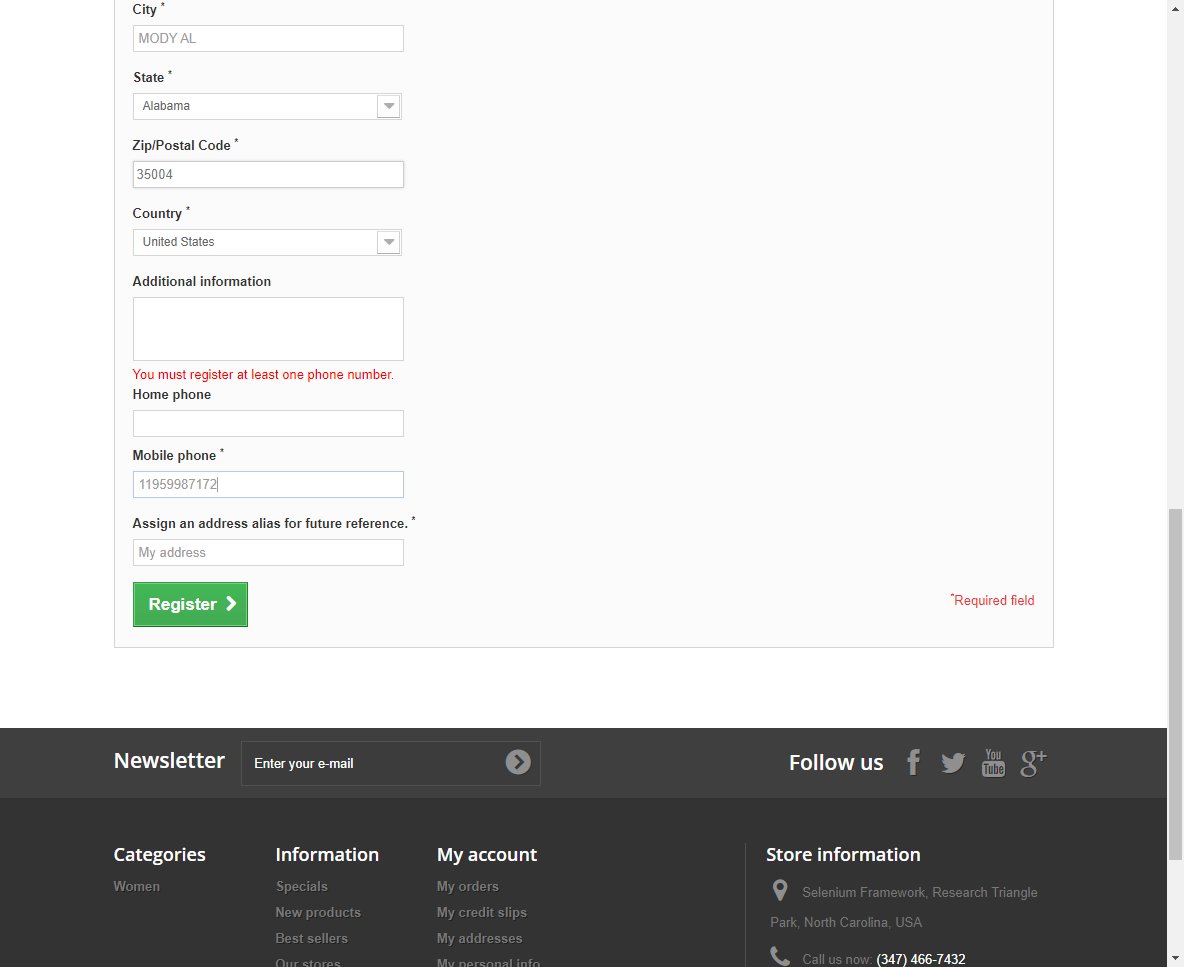 City *
MODY AL
State *
Alabama
Zip/Postal Code *
35004
Country *
United States
Additional information
You must register at least one phone number.
Home phone
Mobile phone *
11959987172
Assign an address alias for future reference. *
My address
Register
*Required field
Newsletter
Enter your e-mail
Follow us
f
You
Tube
g+
Categories
Women
Information
Specials
New products
Best sellers
Our stores
My account
My orders
My credit slips
My addresses
My personal info
Store information
Selenium Framework, Research Triangle
Park, North Carolina, USA
Call us now: (347) 466-7432